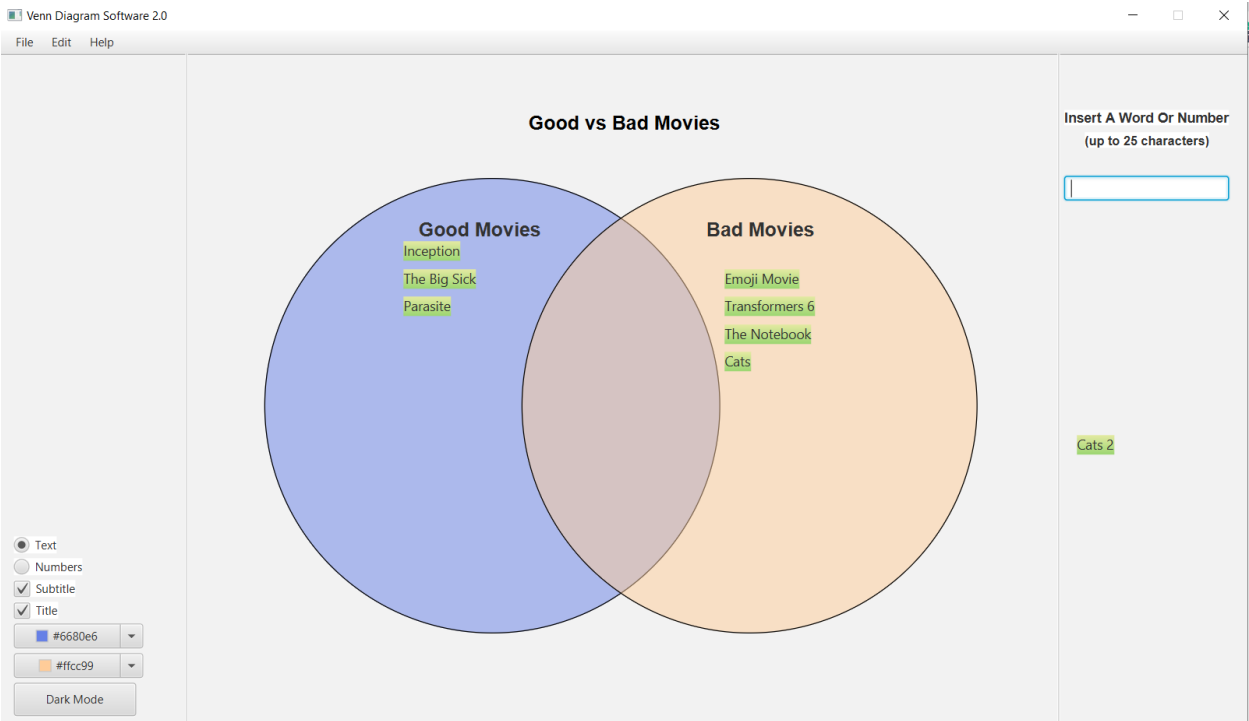 Venn Diagram Software 2.0
File Edit Help
Good vs Bad Movies
Insert A Word Or Number
(up to 25 characters)
Good Movies
Inception
The Big Sick
Parasite
Bad Movies
Emoji Movie
Transformers 6
The Notebook
Cats
Cats 2
Text
Numbers
Subtitle
Title
#6680e6
#ffcc99
Dark Mode